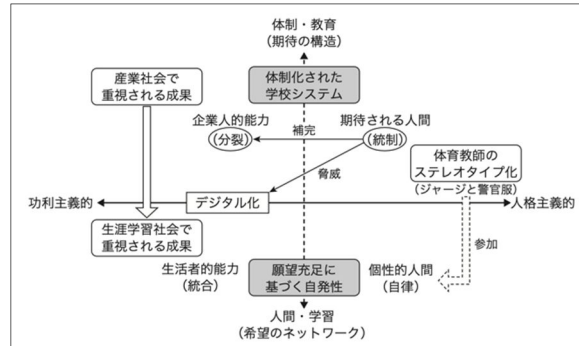 体制・教育
(期待の構造)
産業社会で
重視される成果
体制化された
学校システム
企業人的能力
(分裂)
補完
期待される人間
(統制)
体育教師の
ステレオタイプ化
(ジャージと警官服)
脅威
功利主義的
デジタル化
人格主義的
生涯学習社会で
重視される成果
参加
生活者的能力
(統合)
願望充足に
基づく自発性
個性的人間
(自律)
人間・学習
(希望のネットワーク)